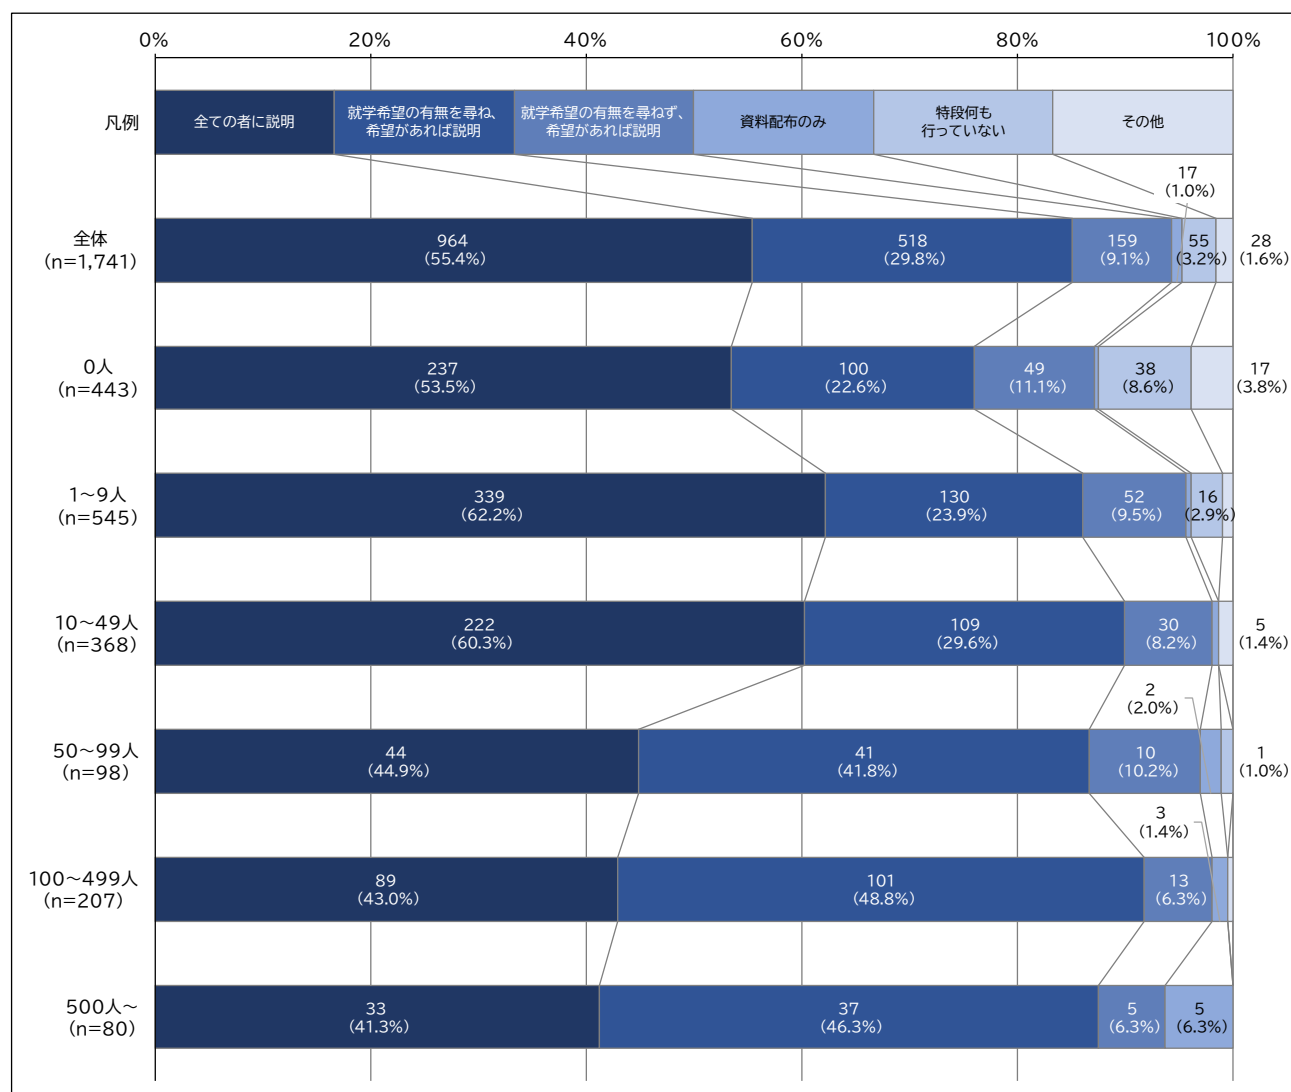 0% 20% 40% 60% 80% 100%
凡例
全ての者に説明
就学希望の有無を尋ね、
希望があれば説明
就学希望の有無を尋ねず、
希望があれば説明
資料配布のみ
特段何も
行っていない
その他
17
(1.0%)
全体
(n=1,741)
964
(55.4%)
518
(29.8%)
159
(9.1%)
55
(3.2%)
28
(1.6%)
0人
(n=443)
237
(53.5%)
100
(22.6%)
49
(11.1%)
38
(8.6%)
17
(3.8%)
1～9人
(n=545)
339
(62.2%)
130
(23.9%)
52
(9.5%)
16
(2.9%)
10～49人
(n=368)
222
(60.3%)
109
(29.6%)
30
(8.2%)
5
(1.4%)
2
(2.0%)
50～99人
(n=98)
44
(44.9%)
41
(41.8%)
10
(10.2%)
1
(1.0%)
3
(1.4%)
100～499人
(n=207)
89
(43.0%)
101
(48.8%)
13
(6.3%)
500人～
(n=80)
33
(41.3%)
37
(46.3%)
5
(6.3%)
5
(6.3%)